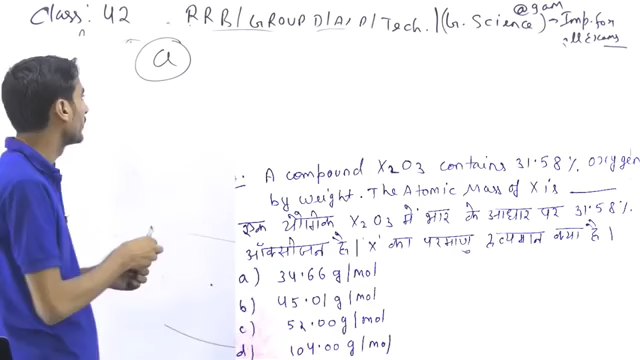 Class: 42 RRB/GROUP D/A/P/Tech. | (G. Science) → Imp. for all Exams
@9am
a
A compound X2O3 contains 31.58% oxygen
by weight. The Atomic Mass of X is ____
एक यौगिक X2O3 में भार के आधार पर 31.58%
ऑक्सीजन है। 'X' का परमाणु द्रव्यमान क्या है।
a) 34.66 g/mol
b) 45.01 g/mol
c) 52.00 g/mol
d) 104.00 g/mol